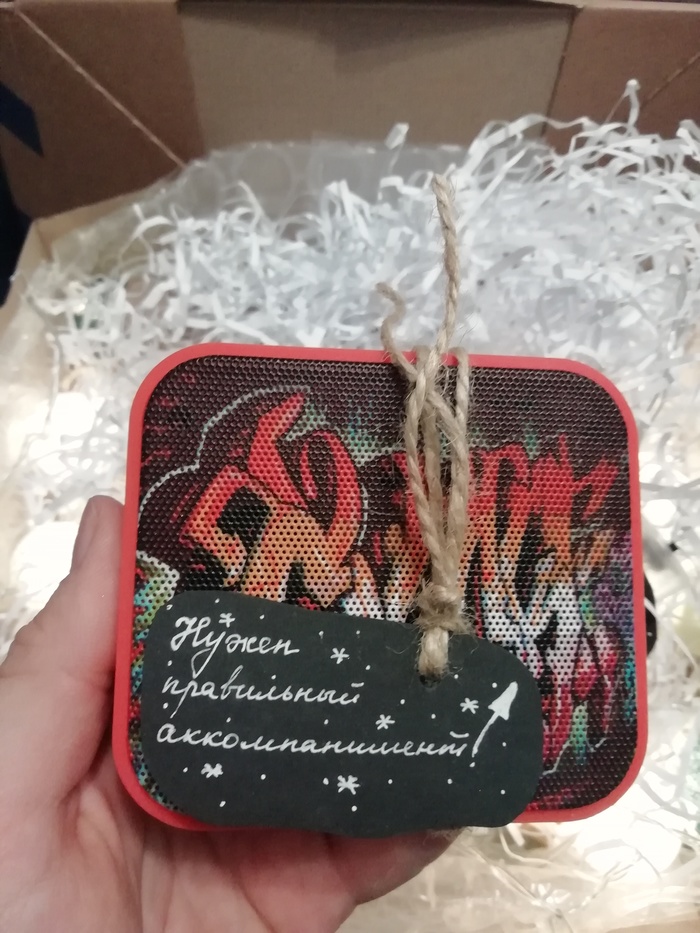 Нужен
правильный
аккомпанимент